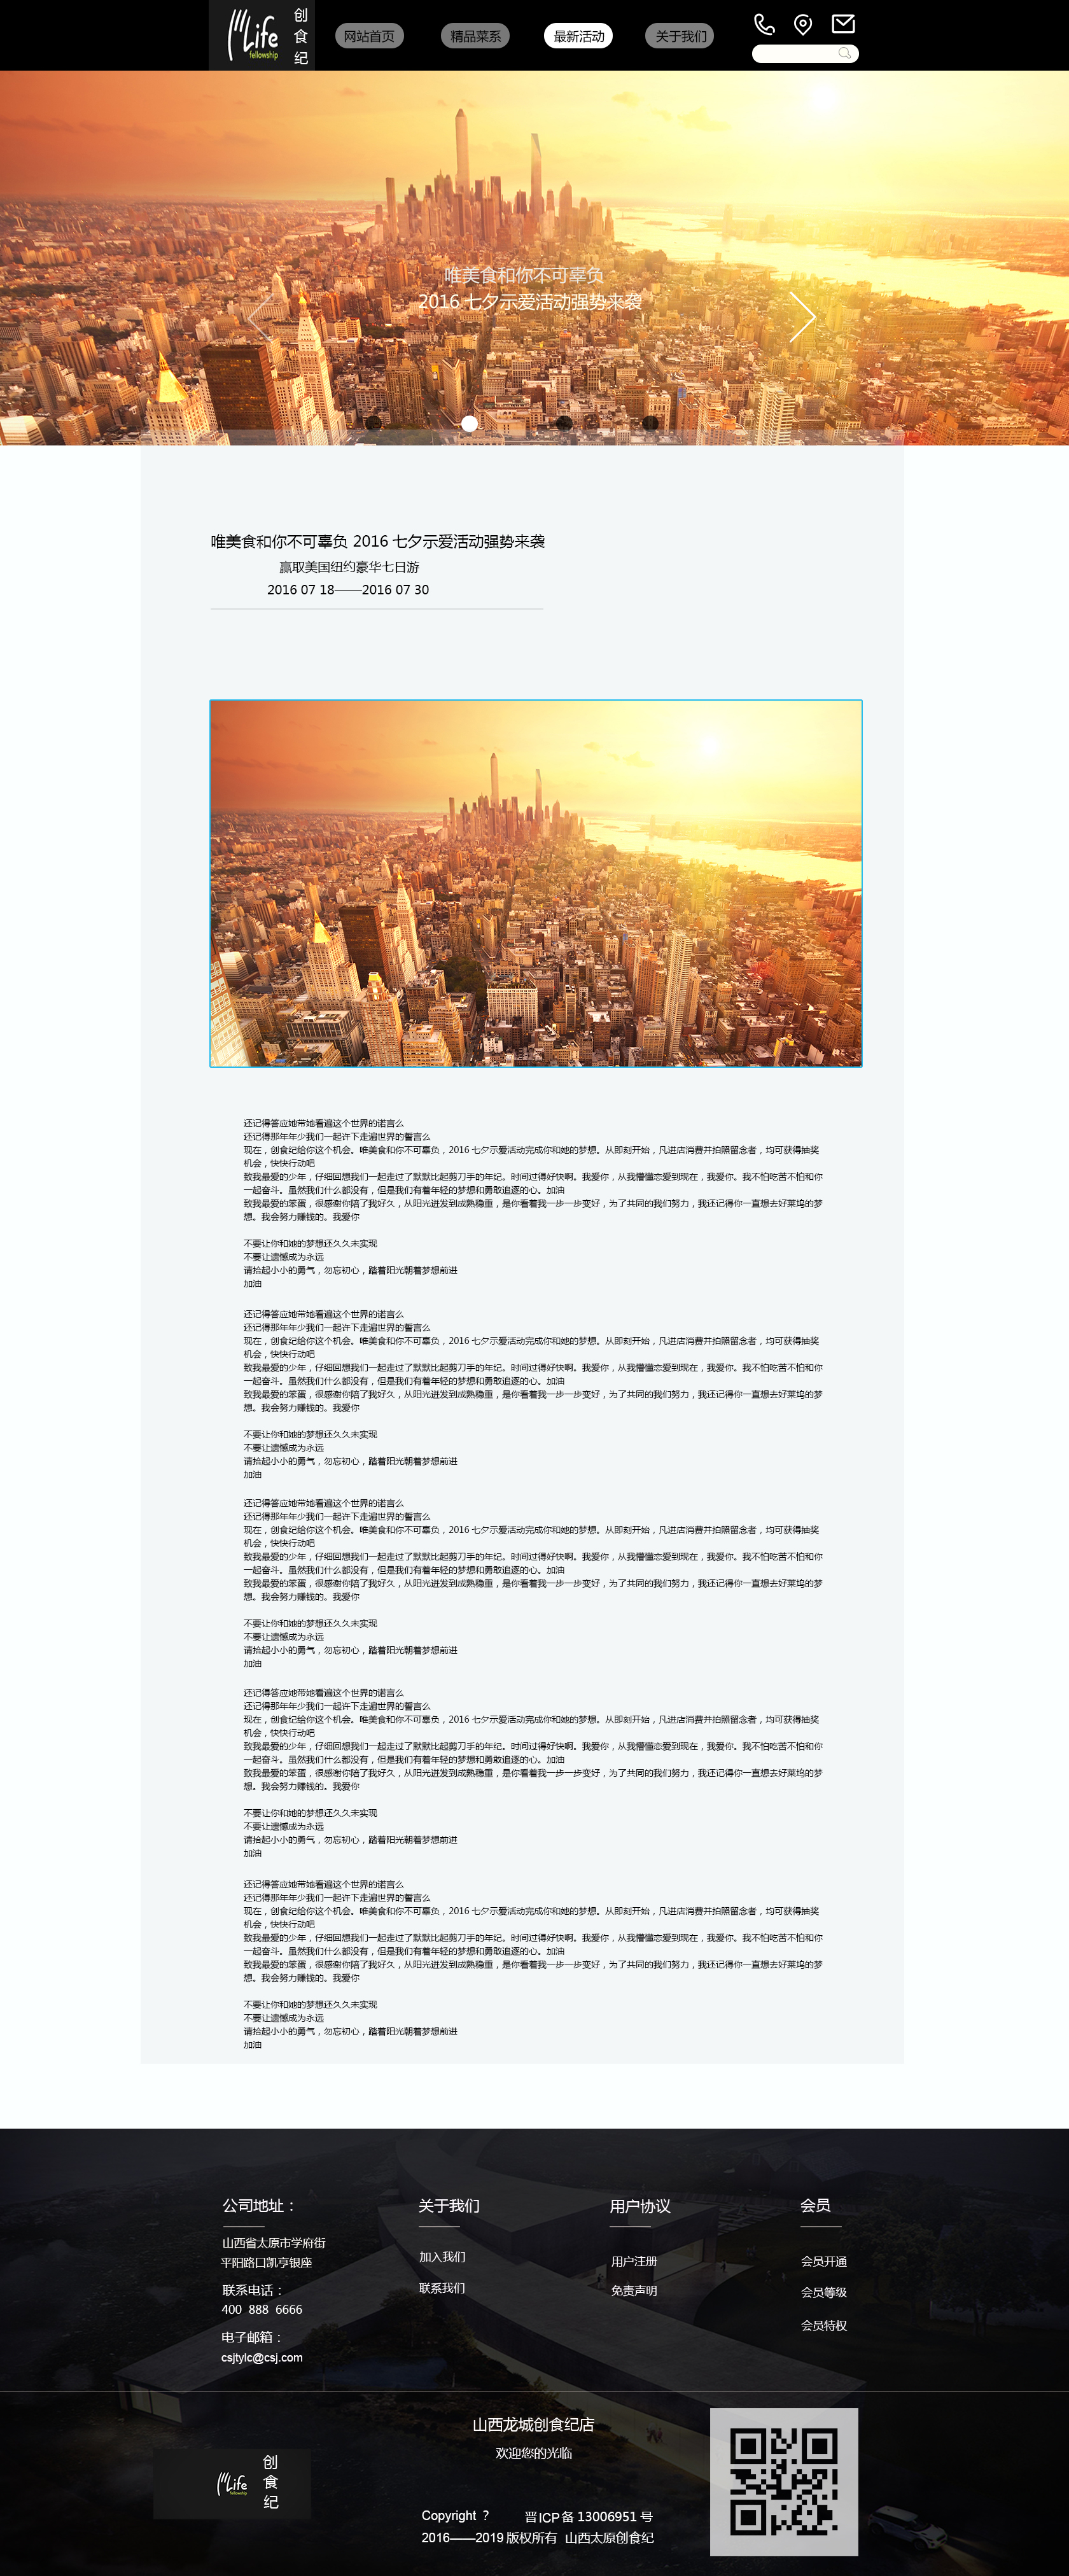 Life
fellowship
创
食
纪
网站首页 精品菜系 最新活动 关于我们
唯美食和你不可辜负
2016 七夕示爱活动强势来袭
唯美食和你不可辜负 2016 七夕示爱活动强势来袭
赢取美国纽约豪华七日游
2016 07 18——2016 07 30
还记得答应她带她看遍这个世界的诺言么
还记得那年年少我们一起许下走遍世界的誓言么
现在，创食纪给你这个机会。唯美食和你不可辜负，2016 七夕示爱活动完成你和她的梦想。从即刻开始，凡进店消费并拍照留念者，均可获得抽奖
机会，快快行动吧
致我最爱的少年，仔细回想我们一起走过了默默比起剪刀手的年纪。时间过得好快啊。我爱你，从我懵懂恋爱到现在，我爱你。我不怕吃苦不怕和你
一起奋斗。虽然我们什么都没有，但是我们有着年轻的梦想和勇敢追逐的心。加油
致我最爱的笨蛋，很感谢你陪了我好久，从阳光迸发到成熟稳重，是你看着我一步一步变好，为了共同的我们努力，我还记得你一直想去好莱坞的梦
想。我会努力赚钱的。我爱你
不要让你和她的梦想还久久未实现
不要让遗憾成为永远
请拾起小小的勇气，勿忘初心，踏着阳光朝着梦想前进
加油
还记得答应她带她看遍这个世界的诺言么
还记得那年年少我们一起许下走遍世界的誓言么
现在，创食纪给你这个机会。唯美食和你不可辜负，2016 七夕示爱活动完成你和她的梦想。从即刻开始，凡进店消费并拍照留念者，均可获得抽奖
机会，快快行动吧
致我最爱的少年，仔细回想我们一起走过了默默比起剪刀手的年纪。时间过得好快啊。我爱你，从我懵懂恋爱到现在，我爱你。我不怕吃苦不怕和你
一起奋斗。虽然我们什么都没有，但是我们有着年轻的梦想和勇敢追逐的心。加油
致我最爱的笨蛋，很感谢你陪了我好久，从阳光迸发到成熟稳重，是你看着我一步一步变好，为了共同的我们努力，我还记得你一直想去好莱坞的梦
想。我会努力赚钱的。我爱你
不要让你和她的梦想还久久未实现
不要让遗憾成为永远
请拾起小小的勇气，勿忘初心，踏着阳光朝着梦想前进
加油
还记得答应她带她看遍这个世界的诺言么
还记得那年年少我们一起许下走遍世界的誓言么
现在，创食纪给你这个机会。唯美食和你不可辜负，2016 七夕示爱活动完成你和她的梦想。从即刻开始，凡进店消费并拍照留念者，均可获得抽奖
机会，快快行动吧
致我最爱的少年，仔细回想我们一起走过了默默比起剪刀手的年纪。时间过得好快啊。我爱你，从我懵懂恋爱到现在，我爱你。我不怕吃苦不怕和你
一起奋斗。虽然我们什么都没有，但是我们有着年轻的梦想和勇敢追逐的心。加油
致我最爱的笨蛋，很感谢你陪了我好久，从阳光迸发到成熟稳重，是你看着我一步一步变好，为了共同的我们努力，我还记得你一直想去好莱坞的梦
想。我会努力赚钱的。我爱你
不要让你和她的梦想还久久未实现
不要让遗憾成为永远
请拾起小小的勇气，勿忘初心，踏着阳光朝着梦想前进
加油
还记得答应她带她看遍这个世界的诺言么
还记得那年年少我们一起许下走遍世界的誓言么
现在，创食纪给你这个机会。唯美食和你不可辜负，2016 七夕示爱活动完成你和她的梦想。从即刻开始，凡进店消费并拍照留念者，均可获得抽奖
机会，快快行动吧
致我最爱的少年，仔细回想我们一起走过了默默比起剪刀手的年纪。时间过得好快啊。我爱你，从我懵懂恋爱到现在，我爱你。我不怕吃苦不怕和你
一起奋斗。虽然我们什么都没有，但是我们有着年轻的梦想和勇敢追逐的心。加油
致我最爱的笨蛋，很感谢你陪了我好久，从阳光迸发到成熟稳重，是你看着我一步一步变好，为了共同的我们努力，我还记得你一直想去好莱坞的梦
想。我会努力赚钱的。我爱你
不要让你和她的梦想还久久未实现
不要让遗憾成为永远
请拾起小小的勇气，勿忘初心，踏着阳光朝着梦想前进
加油
还记得答应她带她看遍这个世界的诺言么
还记得那年年少我们一起许下走遍世界的誓言么
现在，创食纪给你这个机会。唯美食和你不可辜负，2016 七夕示爱活动完成你和她的梦想。从即刻开始，凡进店消费并拍照留念者，均可获得抽奖
机会，快快行动吧
致我最爱的少年，仔细回想我们一起走过了默默比起剪刀手的年纪。时间过得好快啊。我爱你，从我懵懂恋爱到现在，我爱你。我不怕吃苦不怕和你
一起奋斗。虽然我们什么都没有，但是我们有着年轻的梦想和勇敢追逐的心。加油
致我最爱的笨蛋，很感谢你陪了我好久，从阳光迸发到成熟稳重，是你看着我一步一步变好，为了共同的我们努力，我还记得你一直想去好莱坞的梦
想。我会努力赚钱的。我爱你
不要让你和她的梦想还久久未实现
不要让遗憾成为永远
请拾起小小的勇气，勿忘初心，踏着阳光朝着梦想前进
加油
公司地址：
山西省太原市学府街
平阳路口凯亨银座
联系电话：
400 888 6666
电子邮箱：
csjtylc@csj.com
关于我们
加入我们
联系我们
用户协议
用户注册
免责声明
会员
会员开通
会员等级
会员特权
Life
fellowship
创
食
纪
山西龙城创食纪店
欢迎您的光临
Copyright ? 晋ICP备 13006951 号
2016——2019 版权所有 山西太原创食纪